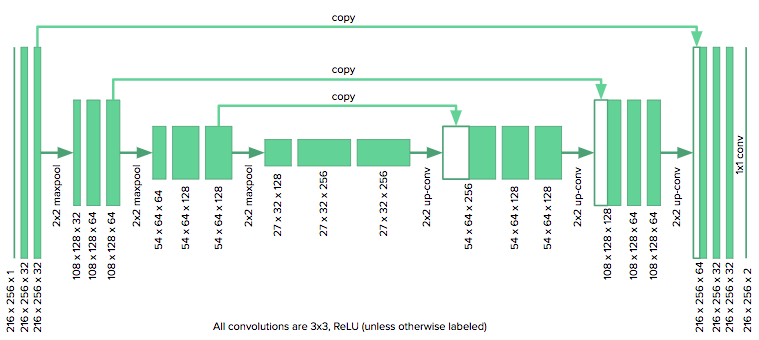 copy
copy
copy
216 x 256 x 1
216 x 256 x 32
216 x 256 x 32
2x2 maxpool
108 x 128 x 32
108 x 128 x 64
108 x 128 x 64
2x2 maxpool
54 x 64 x 64
54 x 64 x 128
54 x 64 x 128
2x2 maxpool
27 x 32 x 128
27 x 32 x 256
27 x 32 x 256
2x2 up-conv
54 x 64 x 256
54 x 64 x 128
54 x 64 x 128
2x2 up-conv
108 x 128 x 128
108 x 128 x 64
108 x 128 x 64
2x2 up-conv
216 x 256 x 64
216 x 256 x 32
216 x 256 x 32
1x1 conv
216 x 256 x 2
All convolutions are 3x3, ReLU (unless otherwise labeled)